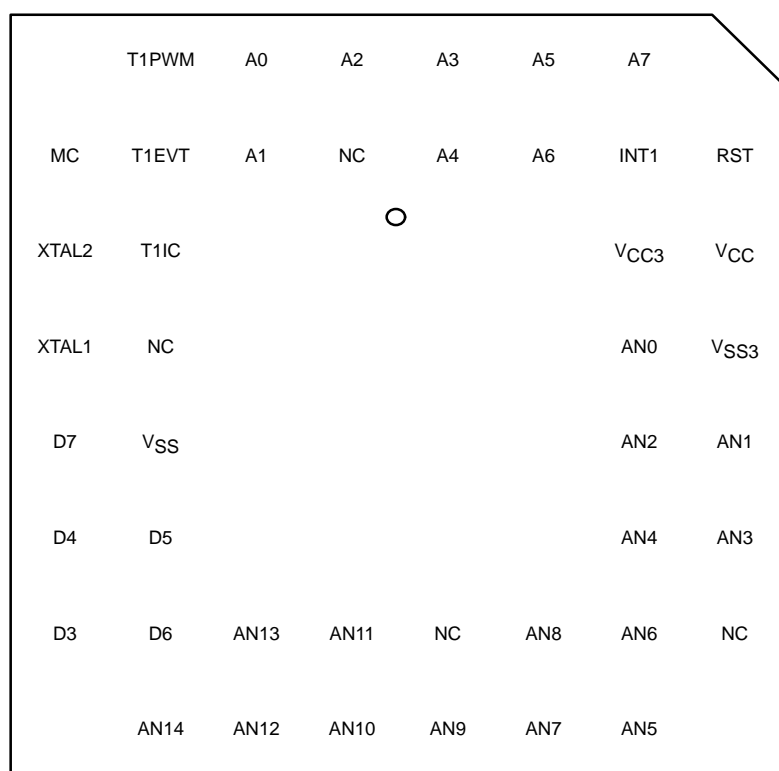 T1PWM A0 A2 A3 A5 A7
MC T1EVT A1 NC A4 A6 INT1 RST
XTAL2 T1IC VCC3 VCC
XTAL1 NC AN0 VSS3
D7 VSS AN2 AN1
D4 D5 AN4 AN3
D3 D6 AN13 AN11 NC AN8 AN6 NC
AN14 AN12 AN10 AN9 AN7 AN5